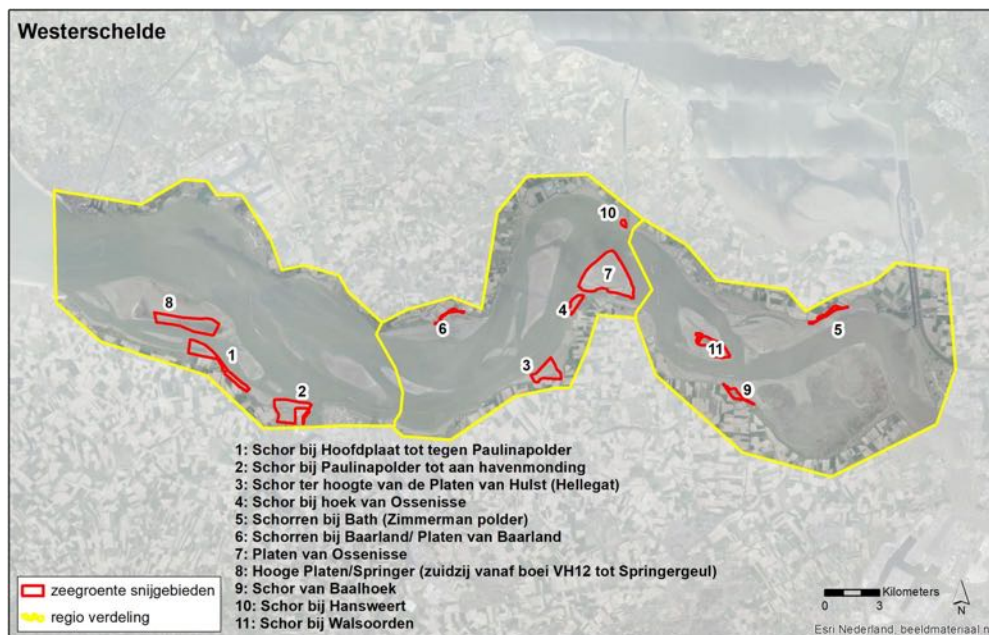 Westerschelde
10
7
8
4
6
5
1
11
3
9
2
1: Schor bij Hoofdplaat tot tegen Paulinapolder
2: Schor bij Paulinapolder tot aan havenmonding
3: Schor ter hoogte van de Platen van Hulst (Hellegat)
4: Schor bij hoek van Ossenisse
5: Schorren bij Bath (Zimmerman polder)
6: Schorren bij Baarland/ Platen van Baarland
7: Platen van Ossenisse
8: Hooge Platen/Springer (zuidzij vanaf boei VH12 tot Springergeul)
9: Schor van Baalhoek
10: Schor bij Hansweert
11: Schor bij Walsoorden
zeegroente snijgebieden
regio verdeling
Kilometers
0 3
N
Esri Nederland, beeldmateriaal.n